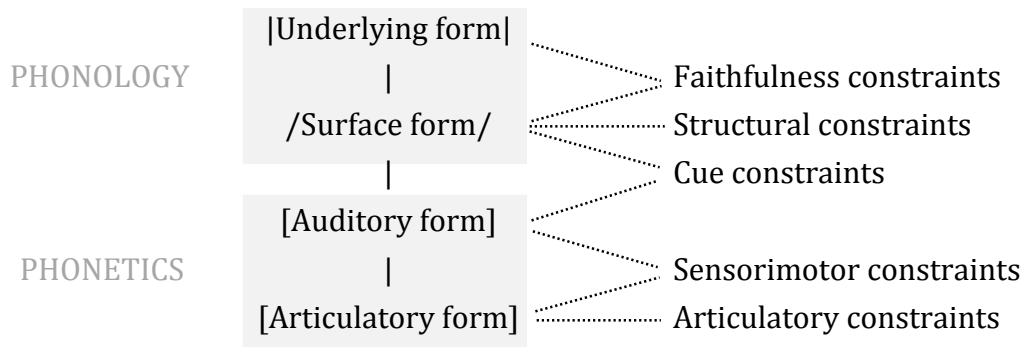 |Underlying form|
PHONOLOGY
Faithfulness constraints
/Surface form/
Structural constraints
Cue constraints
[Auditory form]
PHONETICS
Sensorimotor constraints
[Articulatory form]
Articulatory constraints